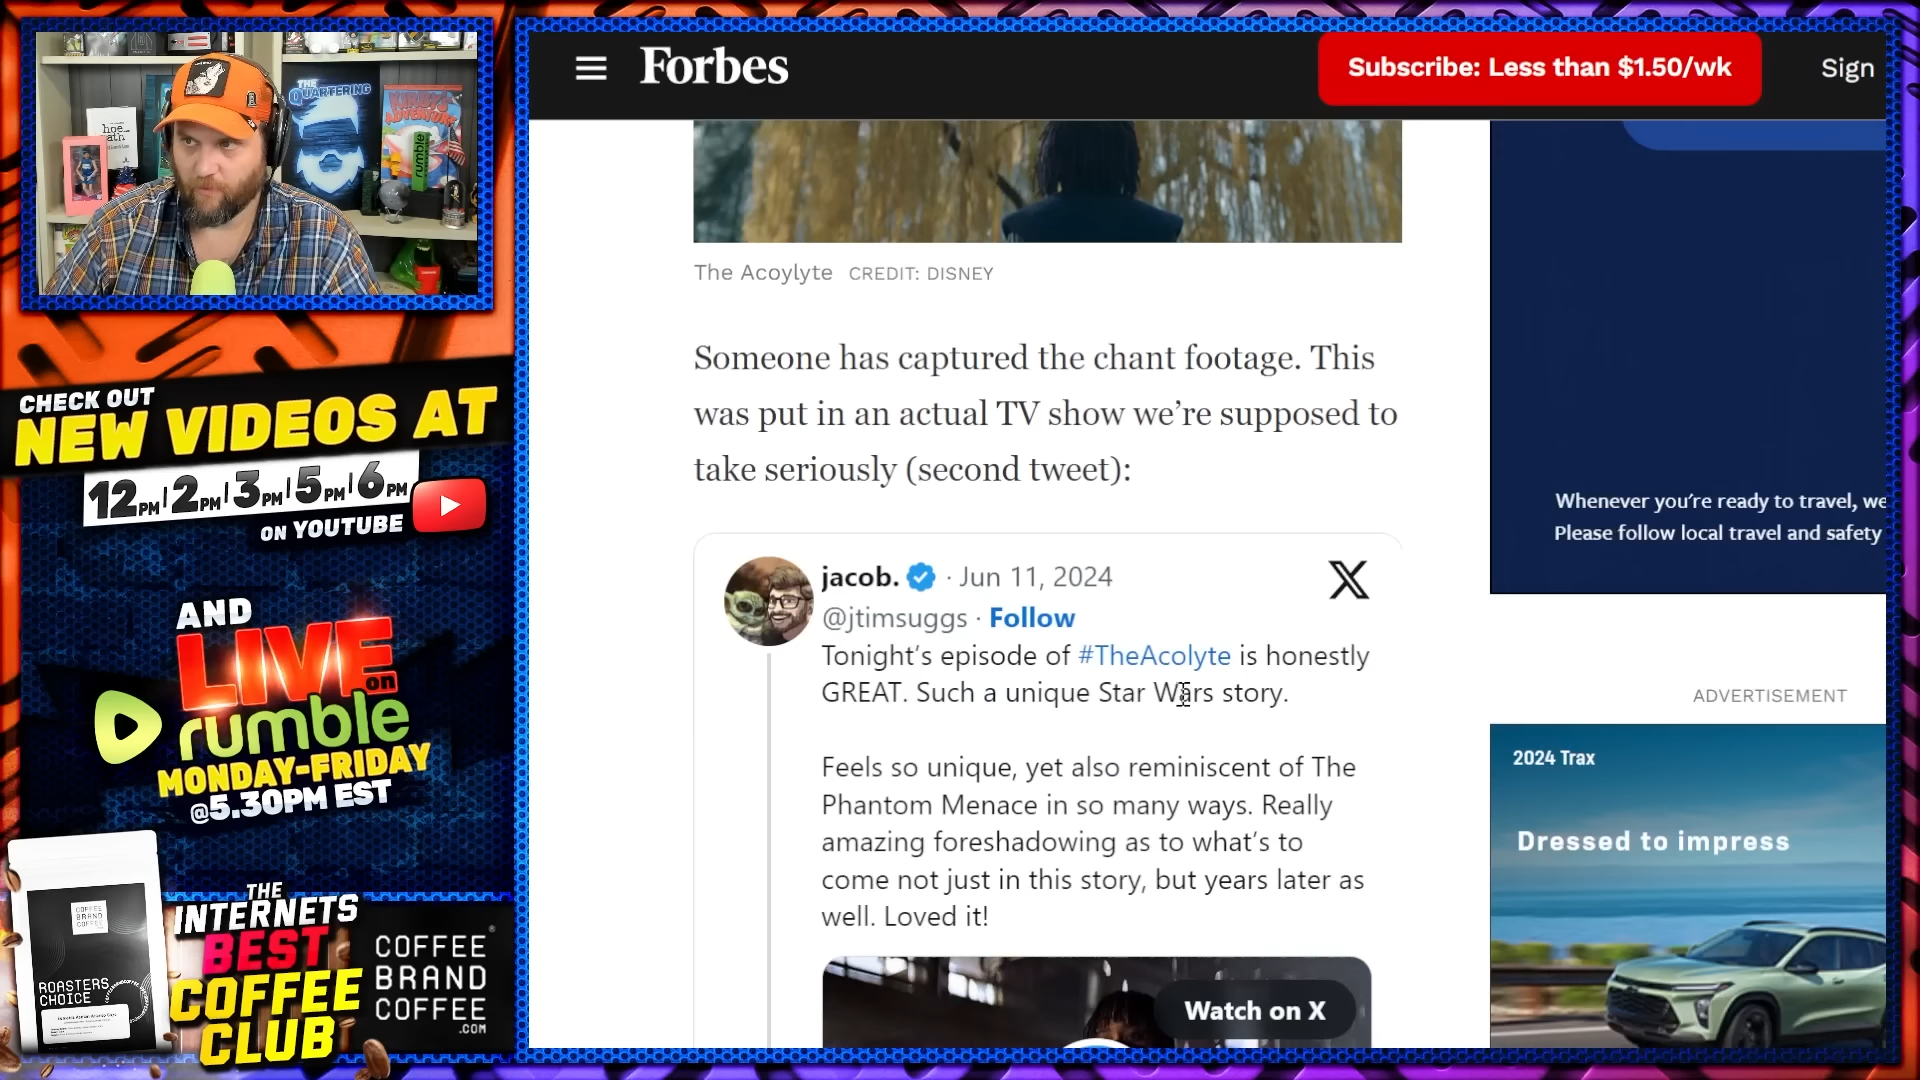 THE
QUARTERING
KIRBY'S
ADVENTURE
rumble
CHECK OUT
NEW VIDEOS AT
12PM | 2PM | 3PM | 5PM | 6PM
ON YOUTUBE
AND
LIVE
on
rumble
MONDAY-FRIDAY
@5.30PM EST
THE
INTERNETS
BEST
COFFEE
CLUB
COFFEE
BRAND
COFFEE
.COM
COFFEE
BRAND
COFFEE
ROASTERS
CHOICE
Forbes
Subscribe: Less than $1.50/wk
Sign
The Acoylyte CREDIT: DISNEY
Someone has captured the chant footage. This
was put in an actual TV show we’re supposed to
take seriously (second tweet):
jacob. · Jun 11, 2024
@jtimsuggs · Follow
Tonight’s episode of #TheAcolyte is honestly
GREAT. Such a unique Star Wars story.
Feels so unique, yet also reminiscent of The
Phantom Menace in so many ways. Really
amazing foreshadowing as to what’s to
come not just in this story, but years later as
well. Loved it!
Watch on X
Whenever you’re ready to travel, we
Please follow local travel and safety
ADVERTISEMENT
2024 Trax
Dressed to impress